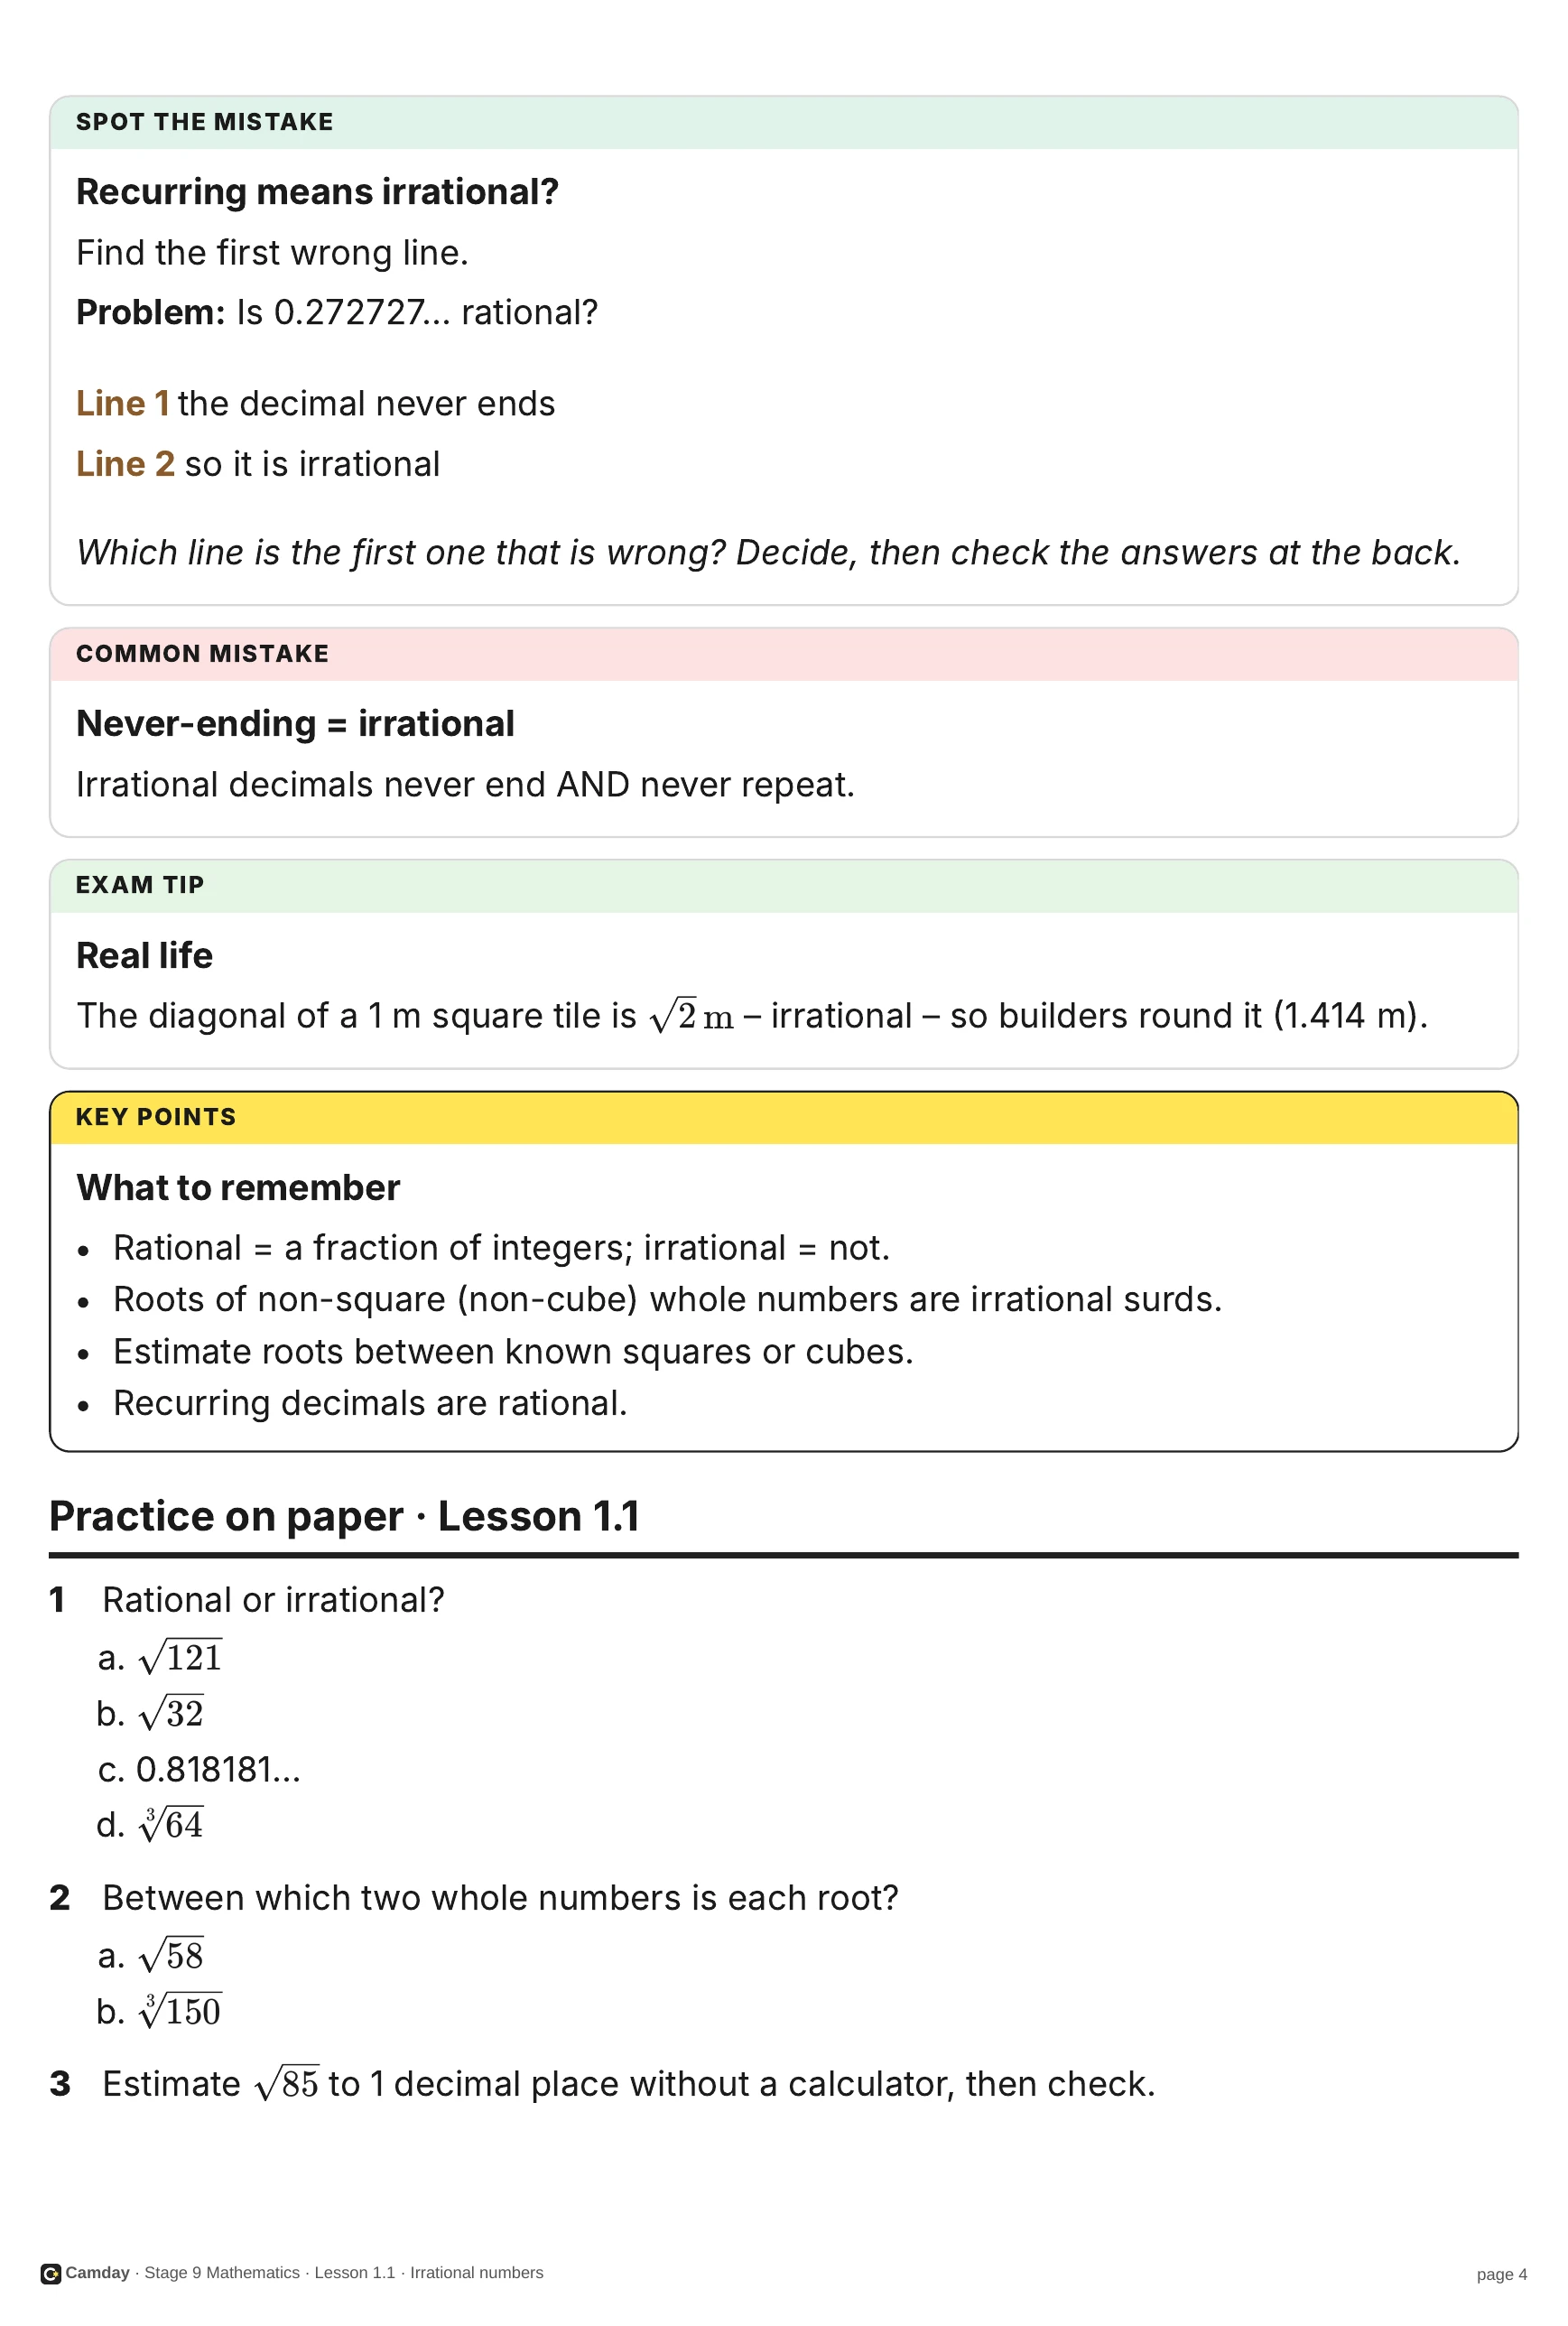 SPOT THE MISTAKE
Recurring means irrational?
Find the first wrong line.
Problem: Is 0.272727... rational?
Line 1 the decimal never ends
Line 2 so it is irrational
Which line is the first one that is wrong? Decide, then check the answers at the back.
COMMON MISTAKE
Never-ending = irrational
Irrational decimals never end AND never repeat.
EXAM TIP
Real life
The diagonal of a 1 m square tile is √2 m – irrational – so builders round it (1.414 m).
KEY POINTS
What to remember
• Rational = a fraction of integers; irrational = not.
• Roots of non-square (non-cube) whole numbers are irrational surds.
• Estimate roots between known squares or cubes.
• Recurring decimals are rational.
Practice on paper · Lesson 1.1
1 Rational or irrational?
a. √121
b. √32
c. 0.818181...
d. ∛64
2 Between which two whole numbers is each root?
a. √58
b. ∛150
3 Estimate √85 to 1 decimal place without a calculator, then check.
Camday · Stage 9 Mathematics · Lesson 1.1 · Irrational numbers
page 4